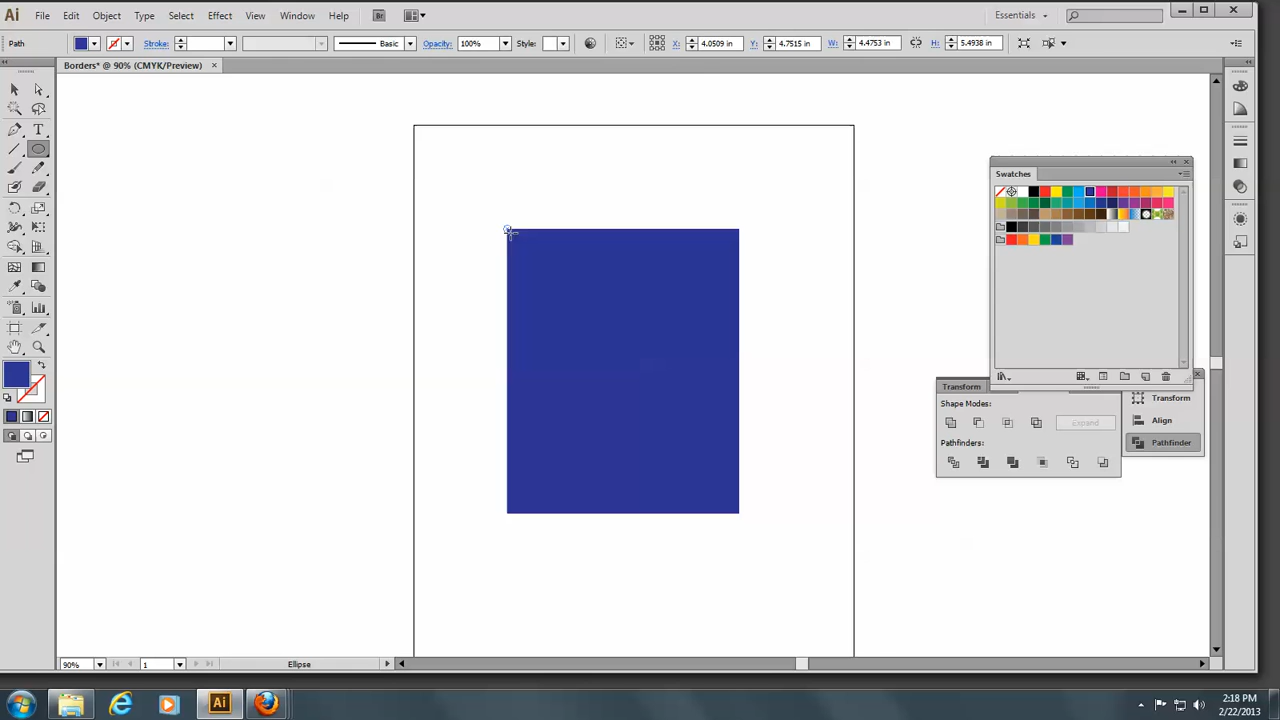 Ai File Edit Object Type Select Effect View Window Help Br Essentials
Path Stroke: Basic Opacity: 100% Style: X: 4.0509 in Y: 4.7515 in W: 4.4753 in H: 5.4938 in
Borders* @ 90% (CMYK/Preview) ×
T
Swatches
Transform
Shape Modes:
Expand
Pathfinders:
Transform
Align
Pathfinder
90% 1 Ellipse
Ai
2:18 PM
2/22/2013